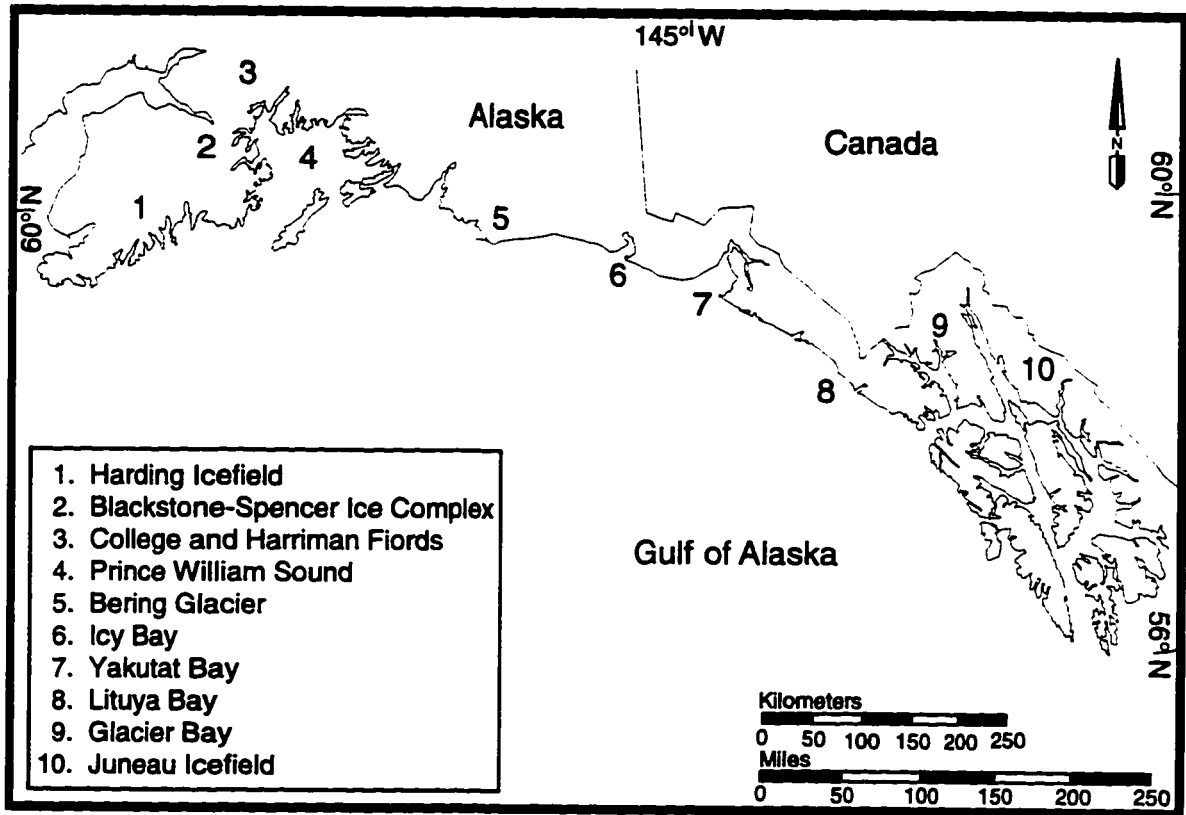 145° W
3
Alaska
Canada
N
2
4
60° N
1
60° N
5
6
7
9
10
8
1. Harding Icefield
2. Blackstone-Spencer Ice Complex
3. College and Harriman Fiords
4. Prince William Sound
5. Bering Glacier
6. Icy Bay
7. Yakutat Bay
8. Lituya Bay
9. Glacier Bay
10. Juneau Icefield
Gulf of Alaska
56° N
Kilometers
0 50 100 150 200 250
Miles
0 50 100 150 200 250